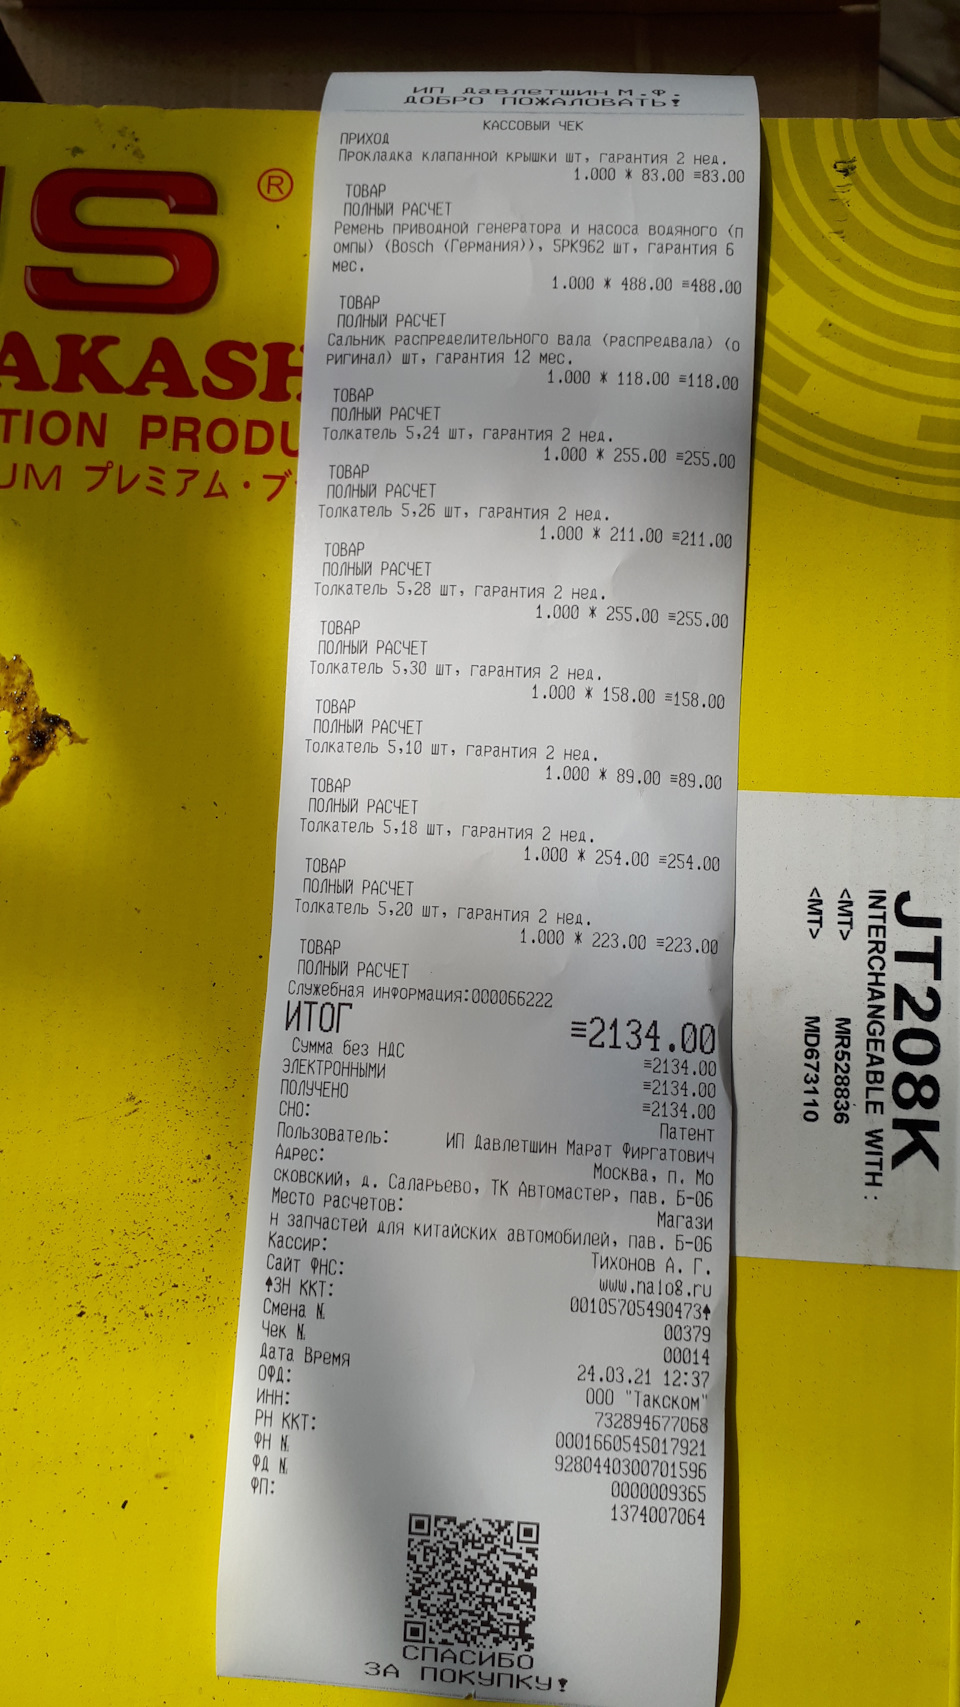 ИП Давлетшин М.Ф.
ДОБРО ПОЖАЛОВАТЬ!
КАССОВЫЙ ЧЕК
ПРИХОД
Прокладка клапанной крышки шт, гарантия 2 нед.
1.000 * 83.00 ≡83.00
ТОВАР
ПОЛНЫЙ РАСЧЕТ
Ремень приводной генератора и насоса водяного (п
омпы) (Bosch (Германия)), 5PK962 шт, гарантия 6
мес.
1.000 * 488.00 ≡488.00
ТОВАР
ПОЛНЫЙ РАСЧЕТ
Сальник распределительного вала (распредвала) (о
ригинал) шт, гарантия 12 мес.
1.000 * 118.00 ≡118.00
ТОВАР
ПОЛНЫЙ РАСЧЕТ
Толкатель 5,24 шт, гарантия 2 нед.
1.000 * 255.00 ≡255.00
ТОВАР
ПОЛНЫЙ РАСЧЕТ
Толкатель 5,26 шт, гарантия 2 нед.
1.000 * 211.00 ≡211.00
ТОВАР
ПОЛНЫЙ РАСЧЕТ
Толкатель 5,28 шт, гарантия 2 нед.
1.000 * 255.00 ≡255.00
ТОВАР
ПОЛНЫЙ РАСЧЕТ
Толкатель 5,30 шт, гарантия 2 нед.
1.000 * 158.00 ≡158.00
ТОВАР
ПОЛНЫЙ РАСЧЕТ
Толкатель 5,10 шт, гарантия 2 нед.
1.000 * 89.00 ≡89.00
ТОВАР
ПОЛНЫЙ РАСЧЕТ
Толкатель 5,18 шт, гарантия 2 нед.
1.000 * 254.00 ≡254.00
ТОВАР
ПОЛНЫЙ РАСЧЕТ
Толкатель 5,20 шт, гарантия 2 нед.
1.000 * 223.00 ≡223.00
ТОВАР
ПОЛНЫЙ РАСЧЕТ
Служебная информация:000066222
ИТОГ ≡2134.00
Сумма без НДС ≡2134.00
ЭЛЕКТРОННЫМИ ≡2134.00
ПОЛУЧЕНО ≡2134.00
СНО: Патент
Пользователь: ИП Давлетшин Марат Фиргатович
Адрес: Москва, п. Мо
сковский, д. Саларьево, ТК Автомастер, пав. Б-06
Место расчетов: Магази
н запчастей для китайских автомобилей, пав. Б-06
Кассир: Тихонов А. Г.
Сайт ФНС: www.nalog.ru
ЗН ККТ: 00105705490473
Смена № 00379
Чек № 00014
Дата Время 24.03.21 12:37
ОФД: ООО "Такском"
ИНН: 732894677068
РН ККТ: 0001660545017921
ФН № 9280440300701596
ФД № 0000009365
ФП: 1374007064
СПАСИБО
ЗА ПОКУПКУ!
S ®
AKASH
TION PRODU
UM プレミアム・ブ
JT208K
INTERCHANGEABLE WITH :
<MT> MR528836
<MT> MD673110